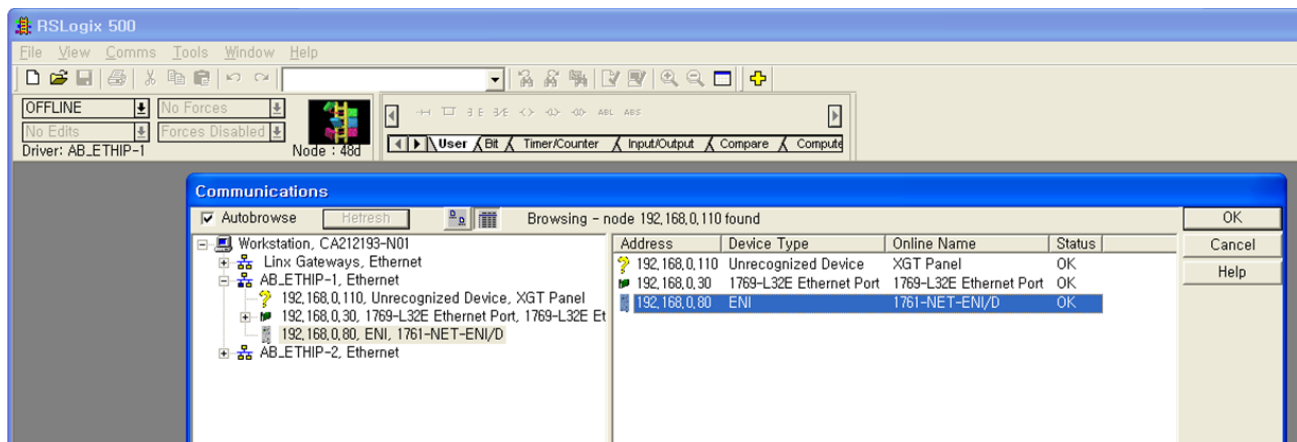 RSLogix 500
File View Comms Tools Window Help
OFFLINE No Forces
No Edits Forces Disabled
Driver: AB_ETHIP-1 Node : 48d
ABL ABS
User Bit Timer/Counter Input/Output Compare Compute
Communications
Autobrowse Refresh Browsing - node 192,168,0,110 found OK
Cancel
Help
Workstation, CA212193-N01
Linx Gateways, Ethernet
AB_ETHIP-1, Ethernet
192,168,0,110, Unrecognized Device, XGT Panel
192,168,0,30, 1769-L32E Ethernet Port, 1769-L32E Et
192,168,0,80, ENI, 1761-NET-ENI/D
AB_ETHIP-2, Ethernet
Address Device Type Online Name Status
192,168,0,110 Unrecognized Device XGT Panel OK
192,168,0,30 1769-L32E Ethernet Port 1769-L32E Ethernet Port OK
192,168,0,80 ENI 1761-NET-ENI/D OK